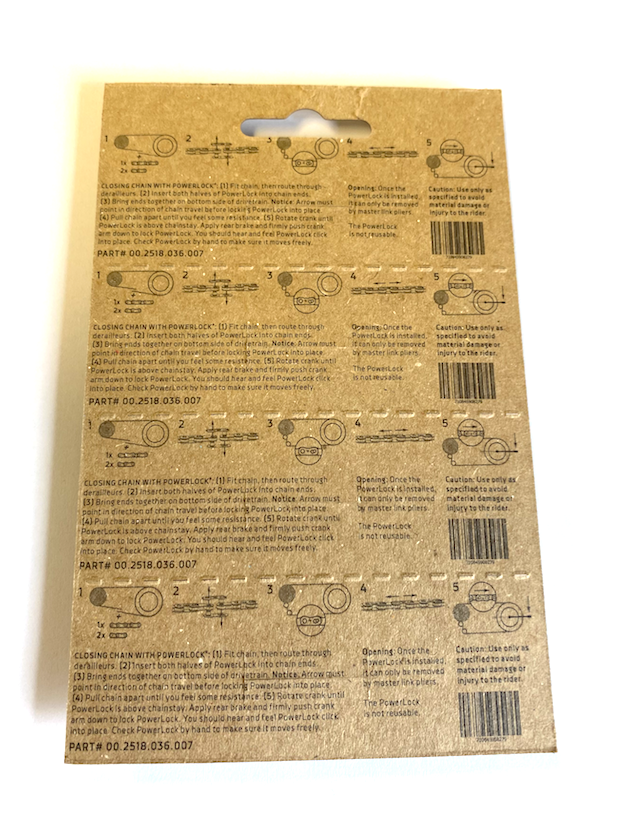 1 2 3 4 5
1x
2x
CLOSING CHAIN WITH POWERLOCK®: [1] Fit chain, then route through
derailleurs. [2] Insert both halves of PowerLock into chain ends.
[3] Bring ends together on bottom side of drivetrain. Notice: Arrow must
point in direction of chain travel before locking PowerLock into place.
[4] Pull chain apart until you feel some resistance. [5] Rotate crank until
PowerLock is above chainstay. Apply rear brake and firmly push crank
arm down to lock PowerLock. You should hear and feel PowerLock click
into place. Check PowerLock by hand to make sure it moves freely.
Opening: Once the
PowerLock is installed,
it can only be removed
by master link pliers.
The PowerLock
is not reusable.
Caution: Use only as
specified to avoid
material damage or
injury to the rider.
PART# 00.2518.036.007
1 2 3 4 5
1x
2x
CLOSING CHAIN WITH POWERLOCK®: [1] Fit chain, then route through
derailleurs. [2] Insert both halves of PowerLock into chain ends.
[3] Bring ends together on bottom side of drivetrain. Notice: Arrow must
point in direction of chain travel before locking PowerLock into place.
[4] Pull chain apart until you feel some resistance. [5] Rotate crank until
PowerLock is above chainstay. Apply rear brake and firmly push crank
arm down to lock PowerLock. You should hear and feel PowerLock click
into place. Check PowerLock by hand to make sure it moves freely.
Opening: Once the
PowerLock is installed,
it can only be removed
by master link pliers.
The PowerLock
is not reusable.
Caution: Use only as
specified to avoid
material damage or
injury to the rider.
PART# 00.2518.036.007
1 2 3 4 5
1x
2x
CLOSING CHAIN WITH POWERLOCK®: [1] Fit chain, then route through
derailleurs. [2] Insert both halves of PowerLock into chain ends.
[3] Bring ends together on bottom side of drivetrain. Notice: Arrow must
point in direction of chain travel before locking PowerLock into place.
[4] Pull chain apart until you feel some resistance. [5] Rotate crank until
PowerLock is above chainstay. Apply rear brake and firmly push crank
arm down to lock PowerLock. You should hear and feel PowerLock click
into place. Check PowerLock by hand to make sure it moves freely.
Opening: Once the
PowerLock is installed,
it can only be removed
by master link pliers.
The PowerLock
is not reusable.
Caution: Use only as
specified to avoid
material damage or
injury to the rider.
PART# 00.2518.036.007
1 2 3 4 5
1x
2x
CLOSING CHAIN WITH POWERLOCK®: [1] Fit chain, then route through
derailleurs. [2] Insert both halves of PowerLock into chain ends.
[3] Bring ends together on bottom side of drivetrain. Notice: Arrow must
point in direction of chain travel before locking PowerLock into place.
[4] Pull chain apart until you feel some resistance. [5] Rotate crank until
PowerLock is above chainstay. Apply rear brake and firmly push crank
arm down to lock PowerLock. You should hear and feel PowerLock click
into place. Check PowerLock by hand to make sure it moves freely.
Opening: Once the
PowerLock is installed,
it can only be removed
by master link pliers.
The PowerLock
is not reusable.
Caution: Use only as
specified to avoid
material damage or
injury to the rider.
PART# 00.2518.036.007